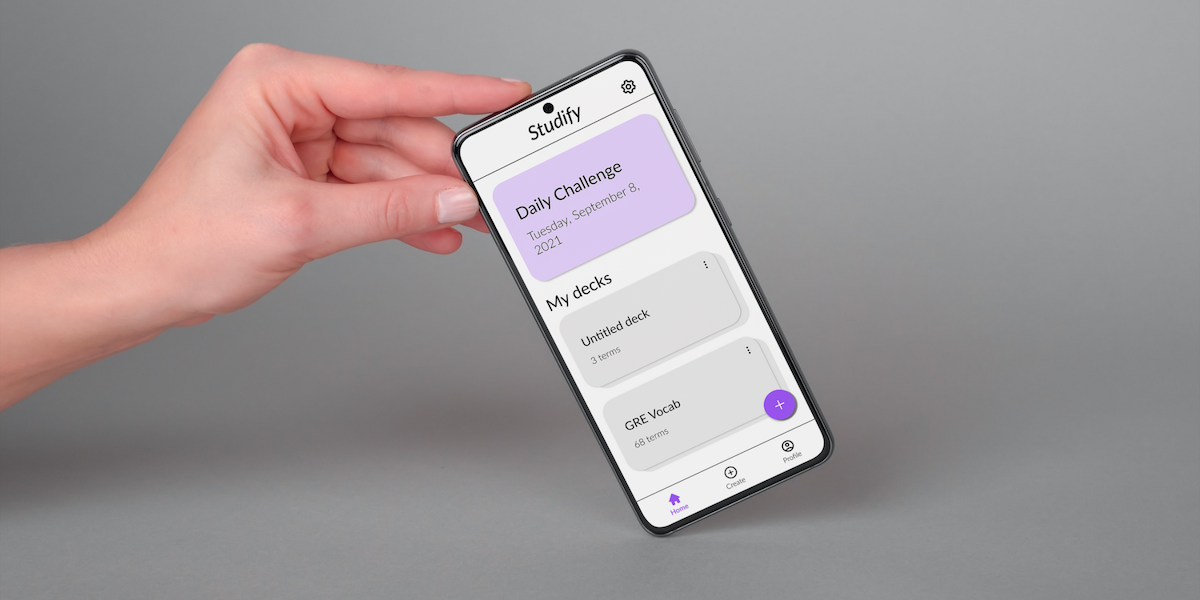 Studify
Daily Challenge
Tuesday, September 8,
2021
My decks
Untitled deck
3 terms
GRE Vocab
68 terms
Home
Create
Profile